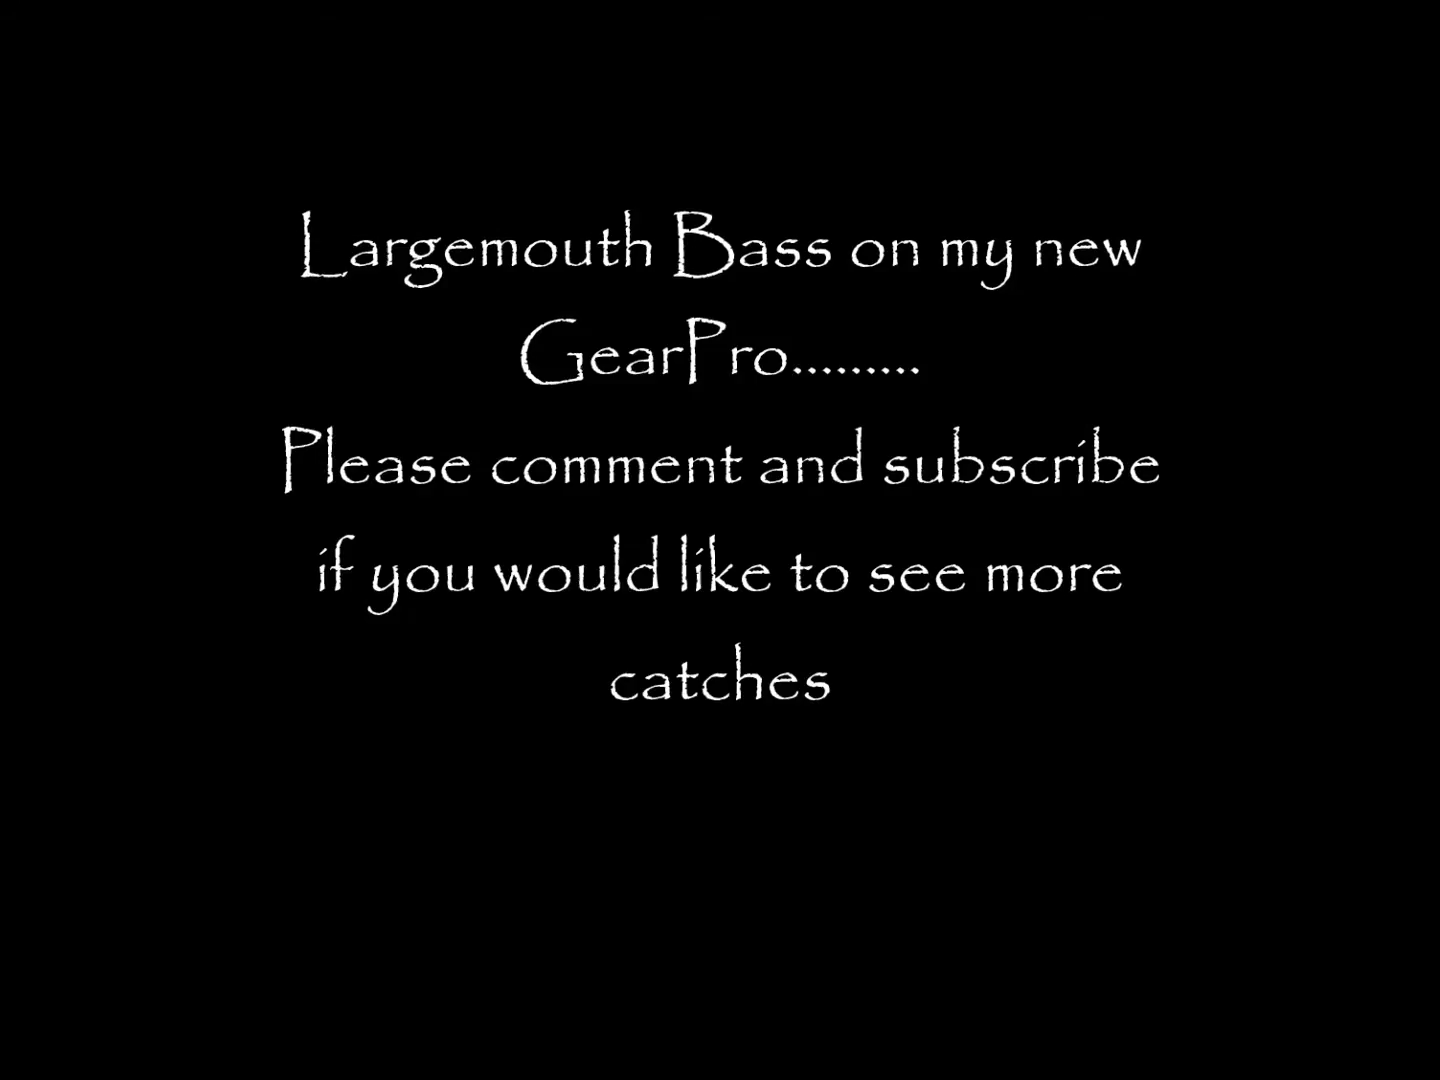 Largemouth Bass on my new
GearPro.........
Please comment and subscribe
if you would like to see more
catches